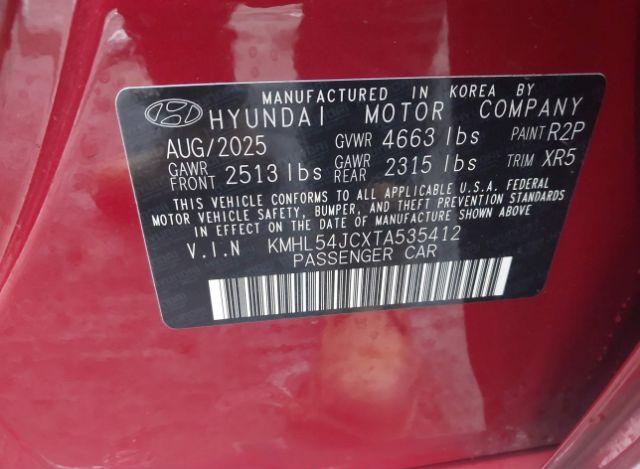 MANUFACTURED IN KOREA BY
HYUNDAI MOTOR COMPANY
AUG/2025 GVWR 4663 lbs PAINT R2P
GAWR FRONT 2513 lbs GAWR REAR 2315 lbs TRIM XR5
THIS VEHICLE CONFORMS TO ALL APPLICABLE U.S.A. FEDERAL
MOTOR VEHICLE SAFETY, BUMPER, AND THEFT PREVENTION STANDARDS
IN EFFECT ON THE DATE OF MANUFACTURE SHOWN ABOVE.
V.I.N KMHL54JCXTA535412
PASSENGER CAR